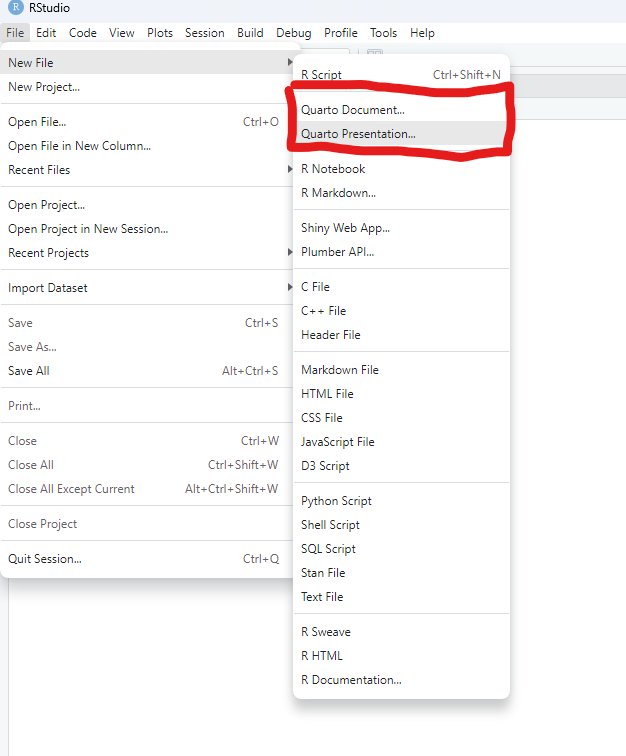 RStudio
File Edit Code View Plots Session Build Debug Profile Tools Help
New File
New Project...
Open File... Ctrl+O
Open File in New Column...
Recent Files
Open Project...
Open Project in New Session...
Recent Projects
Import Dataset
Save Ctrl+S
Save As...
Save All Alt+Ctrl+S
Print...
Close Ctrl+W
Close All Ctrl+Shift+W
Close All Except Current Alt+Ctrl+Shift+W
Close Project
Quit Session... Ctrl+Q
R Script Ctrl+Shift+N
Quarto Document...
Quarto Presentation...
R Notebook
R Markdown...
Shiny Web App...
Plumber API...
C File
C++ File
Header File
Markdown File
HTML File
CSS File
JavaScript File
D3 Script
Python Script
Shell Script
SQL Script
Stan File
Text File
R Sweave
R HTML
R Documentation...